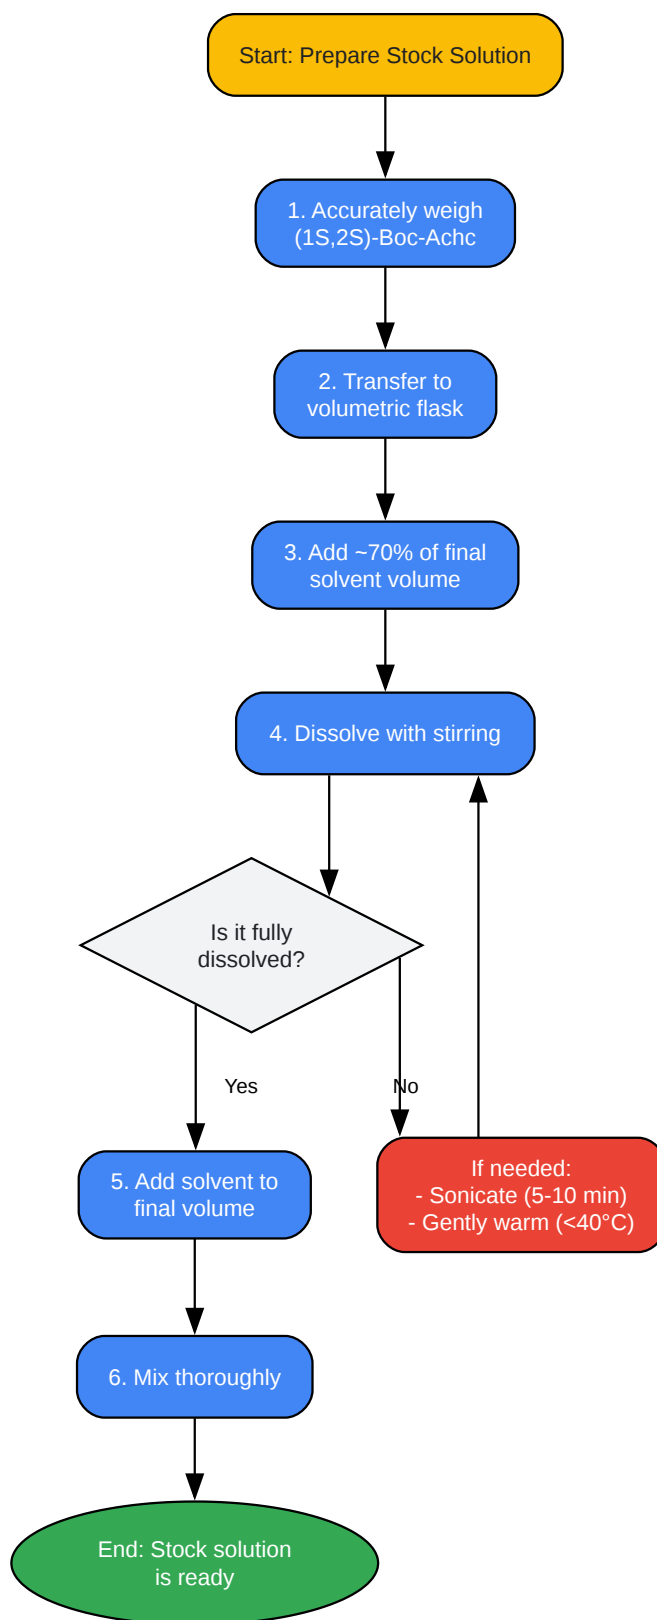 Start: Prepare Stock Solution
1. Accurately weigh
(1S,2S)-Boc-Achc
2. Transfer to
volumetric flask
3. Add ~70% of final
solvent volume
4. Dissolve with stirring
Is it fully
dissolved?
Yes
No
5. Add solvent to
final volume
If needed:
- Sonicate (5-10 min)
- Gently warm (<40°C)
6. Mix thoroughly
End: Stock solution
is ready